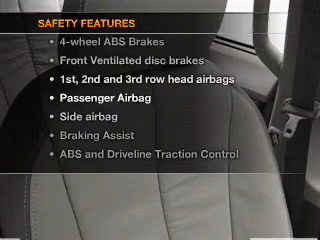 SAFETY FEATURES
• 4-wheel ABS Brakes
• Front Ventilated disc brakes
• 1st, 2nd and 3rd row head airbags
• Passenger Airbag
• Side airbag
• Braking Assist
• ABS and Driveline Traction Control